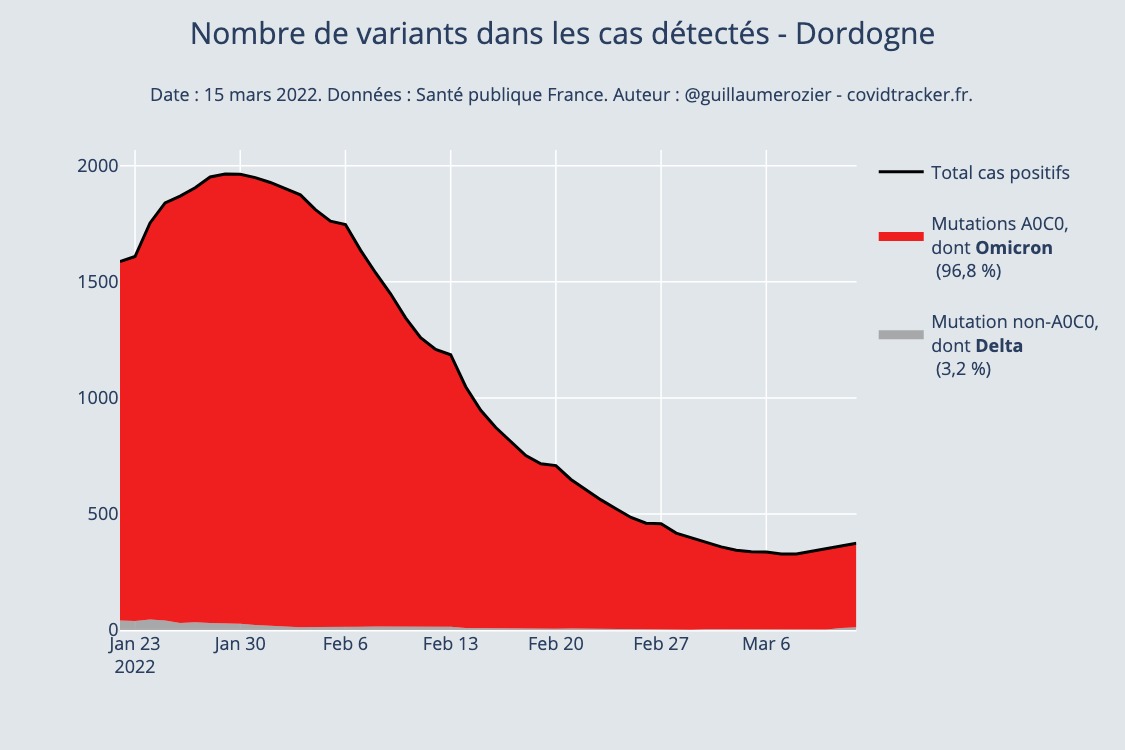 Nombre de variants dans les cas détectés - Dordogne
Date : 15 mars 2022. Données : Santé publique France. Auteur : @guillaumerozier - covidtracker.fr.
2000
1500
1000
500
0
Jan 23
2022
Jan 30
Feb 6
Feb 13
Feb 20
Feb 27
Mar 6
Total cas positifs
Mutations A0C0,
dont Omicron
(96,8 %)
Mutation non-A0C0,
dont Delta
(3,2 %)